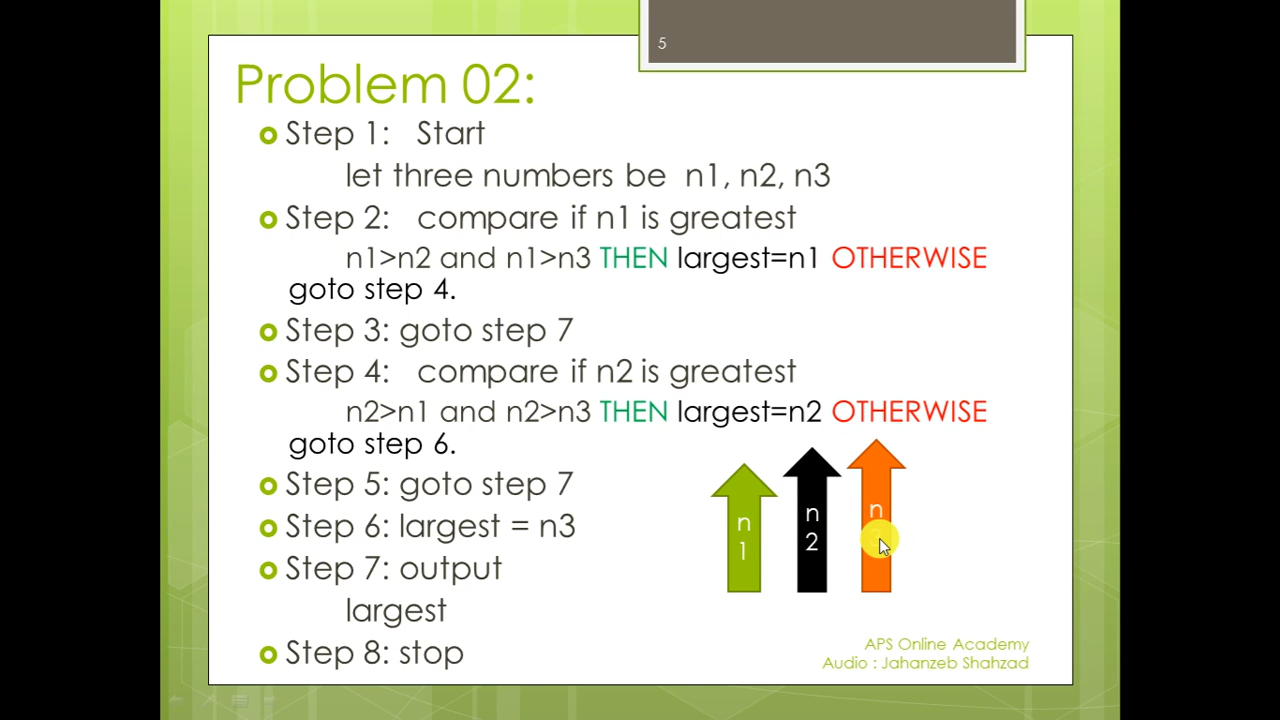 5
Problem 02:
Step 1: Start
let three numbers be n1, n2, n3
Step 2: compare if n1 is greatest
n1>n2 and n1>n3 THEN largest=n1 OTHERWISE
goto step 4.
Step 3: goto step 7
Step 4: compare if n2 is greatest
n2>n1 and n2>n3 THEN largest=n2 OTHERWISE
goto step 6.
Step 5: goto step 7
Step 6: largest = n3
Step 7: output
largest
Step 8: stop
n
1
n
2
n
APS Online Academy
Audio : Jahanzeb Shahzad